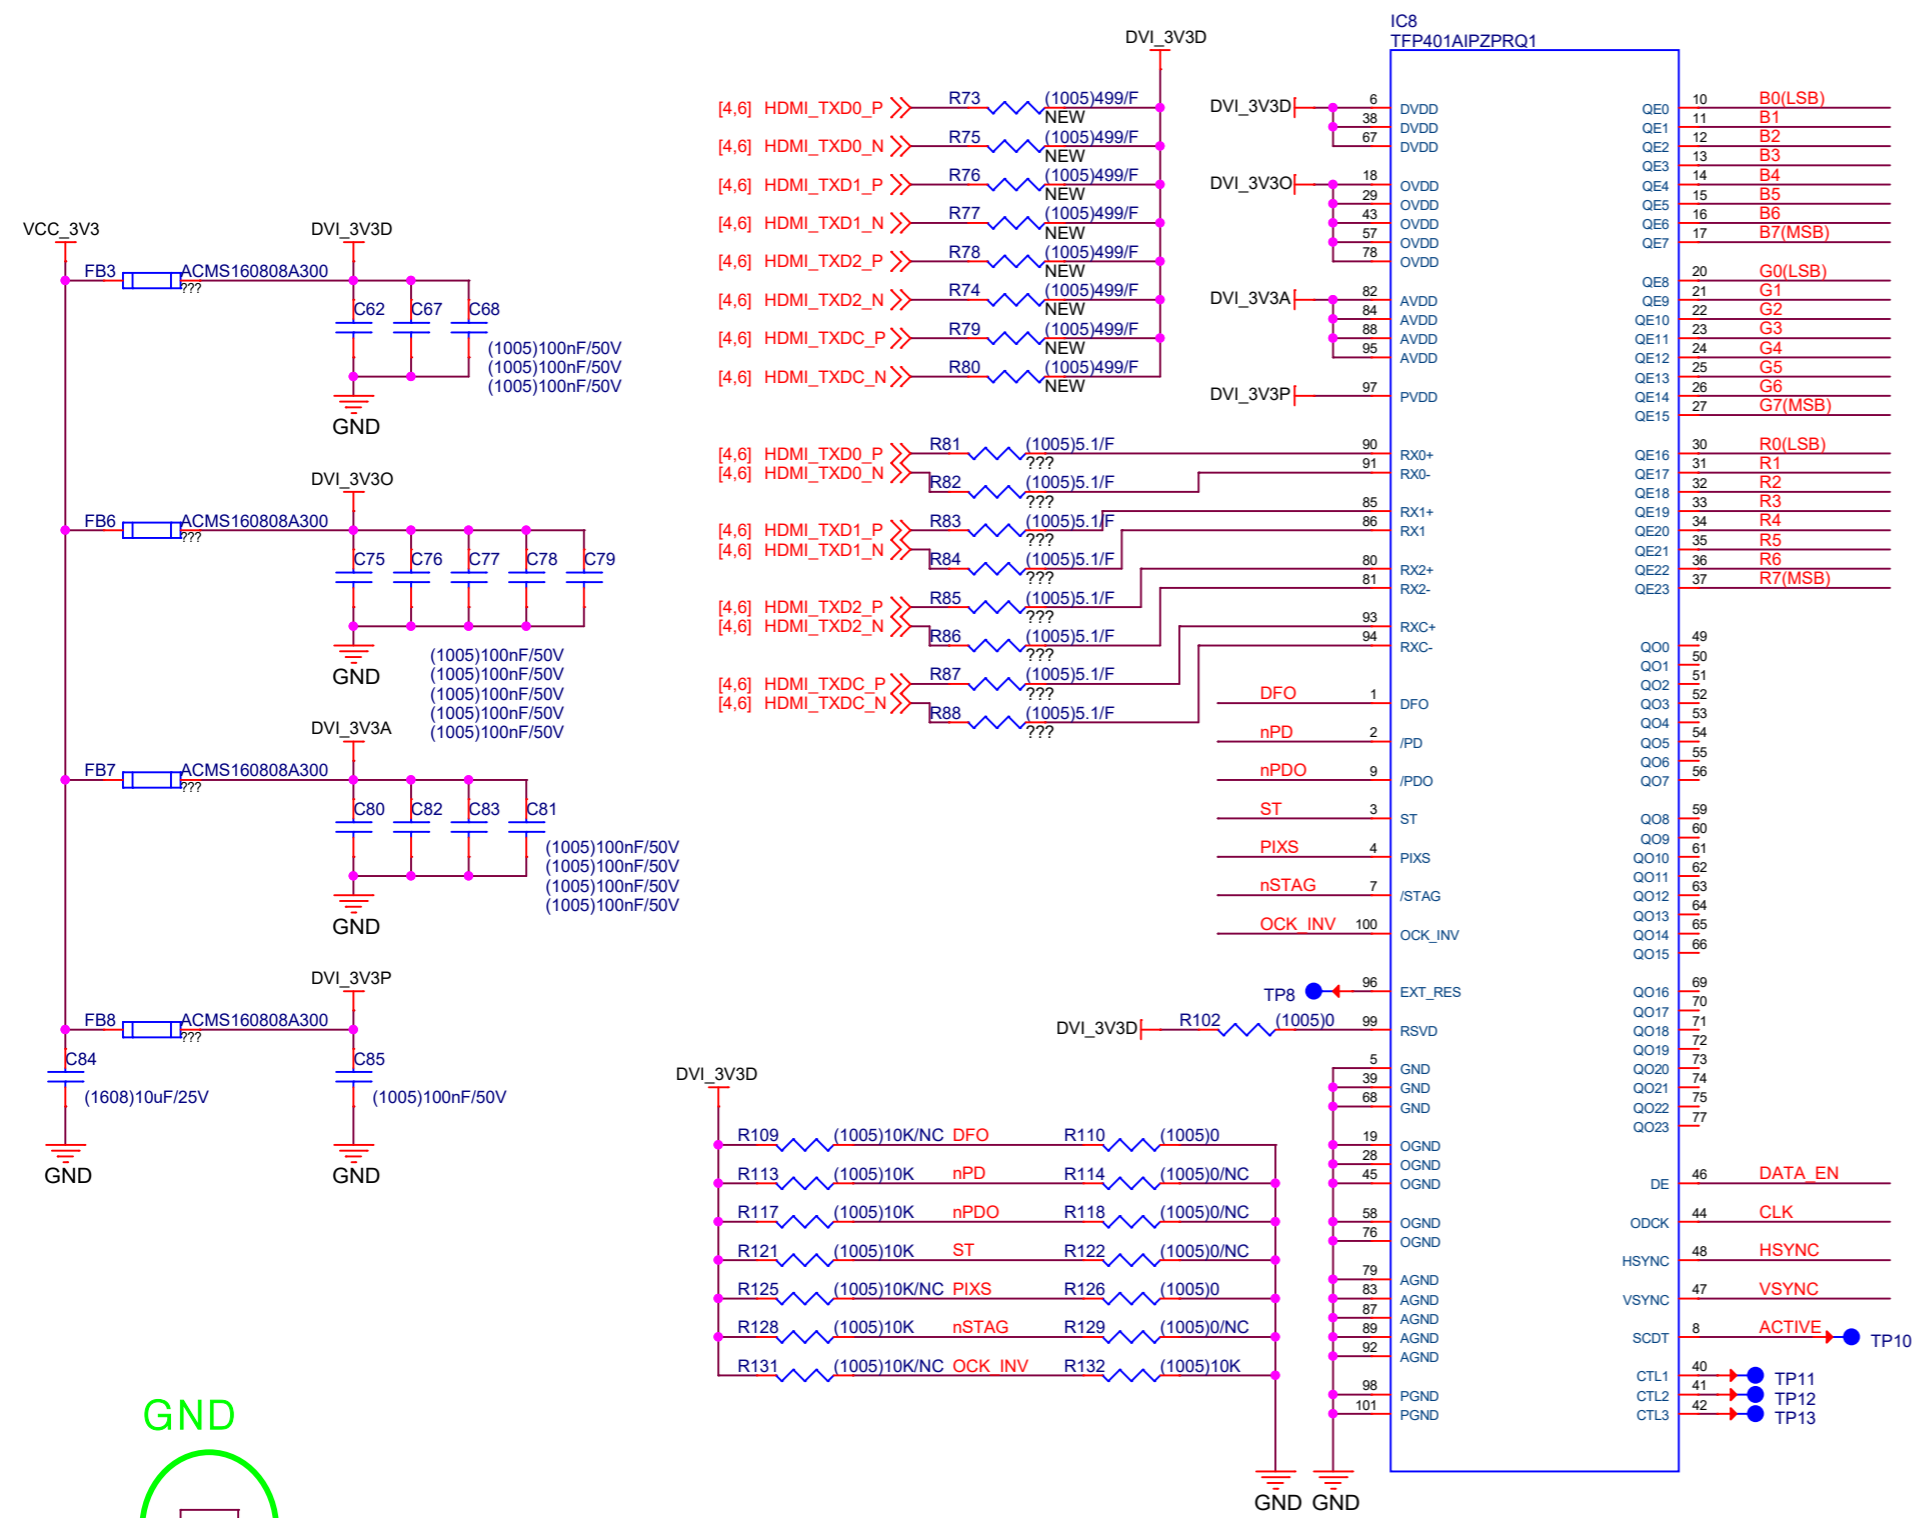 VCC_3V3
DVI_3V3D
FB3 ACMS160808A300
???
C62 C67 C68
(1005)100nF/50V
(1005)100nF/50V
(1005)100nF/50V
GND
DVI_3V3O
FB6 ACMS160808A300
???
C75 C76 C77 C78 C79
GND
(1005)100nF/50V
(1005)100nF/50V
(1005)100nF/50V
(1005)100nF/50V
(1005)100nF/50V
DVI_3V3A
FB7 ACMS160808A300
???
C80 C82 C83 C81
(1005)100nF/50V
(1005)100nF/50V
(1005)100nF/50V
(1005)100nF/50V
GND
DVI_3V3P
FB8 ACMS160808A300
???
C84 C85
(1608)10uF/25V (1005)100nF/50V
GND GND
GND
DVI_3V3D
[4,6] HDMI_TXD0_P R73 (1005)499/F
NEW
[4,6] HDMI_TXD0_N R75 (1005)499/F
NEW
[4,6] HDMI_TXD1_P R76 (1005)499/F
NEW
[4,6] HDMI_TXD1_N R77 (1005)499/F
NEW
[4,6] HDMI_TXD2_P R78 (1005)499/F
NEW
[4,6] HDMI_TXD2_N R74 (1005)499/F
NEW
[4,6] HDMI_TXDC_P R79 (1005)499/F
NEW
[4,6] HDMI_TXDC_N R80 (1005)499/F
NEW
[4,6] HDMI_TXD0_P R81 (1005)5.1/F
???
[4,6] HDMI_TXD0_N R82 (1005)5.1/F
???
[4,6] HDMI_TXD1_P R83 (1005)5.1/F
???
[4,6] HDMI_TXD1_N R84 (1005)5.1/F
???
[4,6] HDMI_TXD2_P R85 (1005)5.1/F
???
[4,6] HDMI_TXD2_N R86 (1005)5.1/F
???
[4,6] HDMI_TXDC_P R87 (1005)5.1/F
???
[4,6] HDMI_TXDC_N R88 (1005)5.1/F
???
DVI_3V3D
R109 (1005)10K/NC DFO R110 (1005)0
R113 (1005)10K nPD R114 (1005)0/NC
R117 (1005)10K nPDO R118 (1005)0/NC
R121 (1005)10K ST R122 (1005)0/NC
R125 (1005)10K/NC PIXS R126 (1005)0
R128 (1005)10K nSTAG R129 (1005)0/NC
R131 (1005)10K/NC OCK_INV R132 (1005)10K
GND GND
IC8
TFP401AIPZPRQ1
DVI_3V3D 6 DVDD
38 DVDD
67 DVDD
DVI_3V3O 18 OVDD
29 OVDD
43 OVDD
57 OVDD
78 OVDD
DVI_3V3A 82 AVDD
84 AVDD
88 AVDD
95 AVDD
DVI_3V3P 97 PVDD
90 RX0+
91 RX0-
85 RX1+
86 RX1
80 RX2+
81 RX2-
93 RXC+
94 RXC-
DFO 1 DFO
nPD 2 /PD
nPDO 9 /PDO
ST 3 ST
PIXS 4 PIXS
nSTAG 7 /STAG
OCK_INV 100 OCK_INV
TP8 96 EXT_RES
DVI_3V3D R102 (1005)0 99 RSVD
5 GND
39 GND
68 GND
19 OGND
28 OGND
45 OGND
58 OGND
76 OGND
79 AGND
83 AGND
87 AGND
89 AGND
92 AGND
98 PGND
101 PGND
QE0 10 B0(LSB)
QE1 11 B1
QE2 12 B2
QE3 13 B3
QE4 14 B4
QE5 15 B5
QE6 16 B6
QE7 17 B7(MSB)
QE8 20 G0(LSB)
QE9 21 G1
QE10 22 G2
QE11 23 G3
QE12 24 G4
QE13 25 G5
QE14 26 G6
QE15 27 G7(MSB)
QE16 30 R0(LSB)
QE17 31 R1
QE18 32 R2
QE19 33 R3
QE20 34 R4
QE21 35 R5
QE22 36 R6
QE23 37 R7(MSB)
QO0 49
QO1 50
QO2 51
QO3 52
QO4 53
QO5 54
QO6 55
QO7 56
QO8 59
QO9 60
QO10 61
QO11 62
QO12 63
QO13 64
QO14 65
QO15 66
QO16 69
QO17 70
QO18 71
QO19 72
QO20 73
QO21 74
QO22 75
QO23 77
DE 46 DATA_EN
ODCK 44 CLK
HSYNC 48 HSYNC
VSYNC 47 VSYNC
SCDT 8 ACTIVE TP10
CTL1 40 TP11
CTL2 41 TP12
CTL3 42 TP13